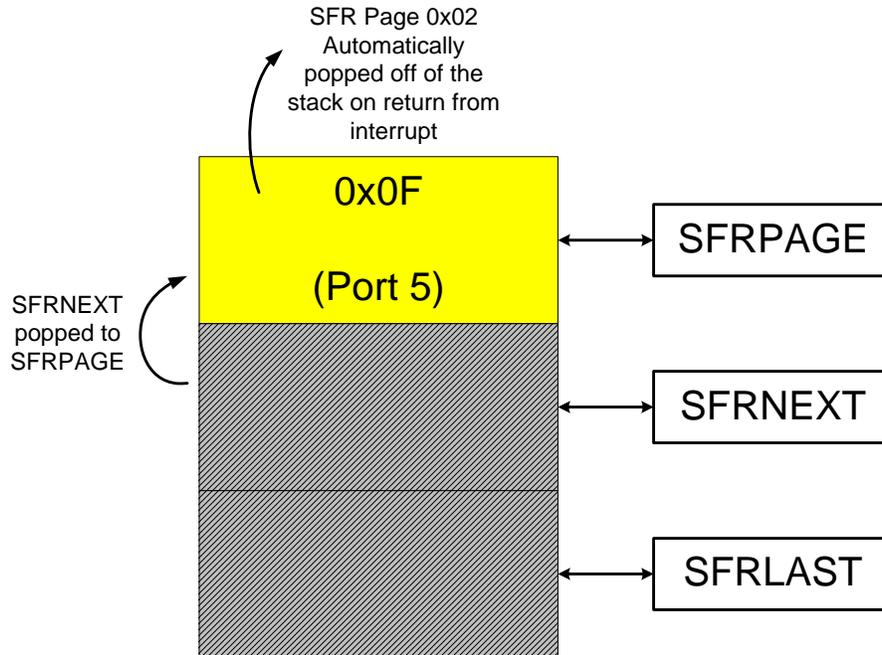 SFR Page 0x02
Automatically
popped off of the
stack on return from
interrupt
0x0F
(Port 5)
SFRPAGE
SFRNEXT
popped to
SFRPAGE
SFRNEXT
SFRLAST